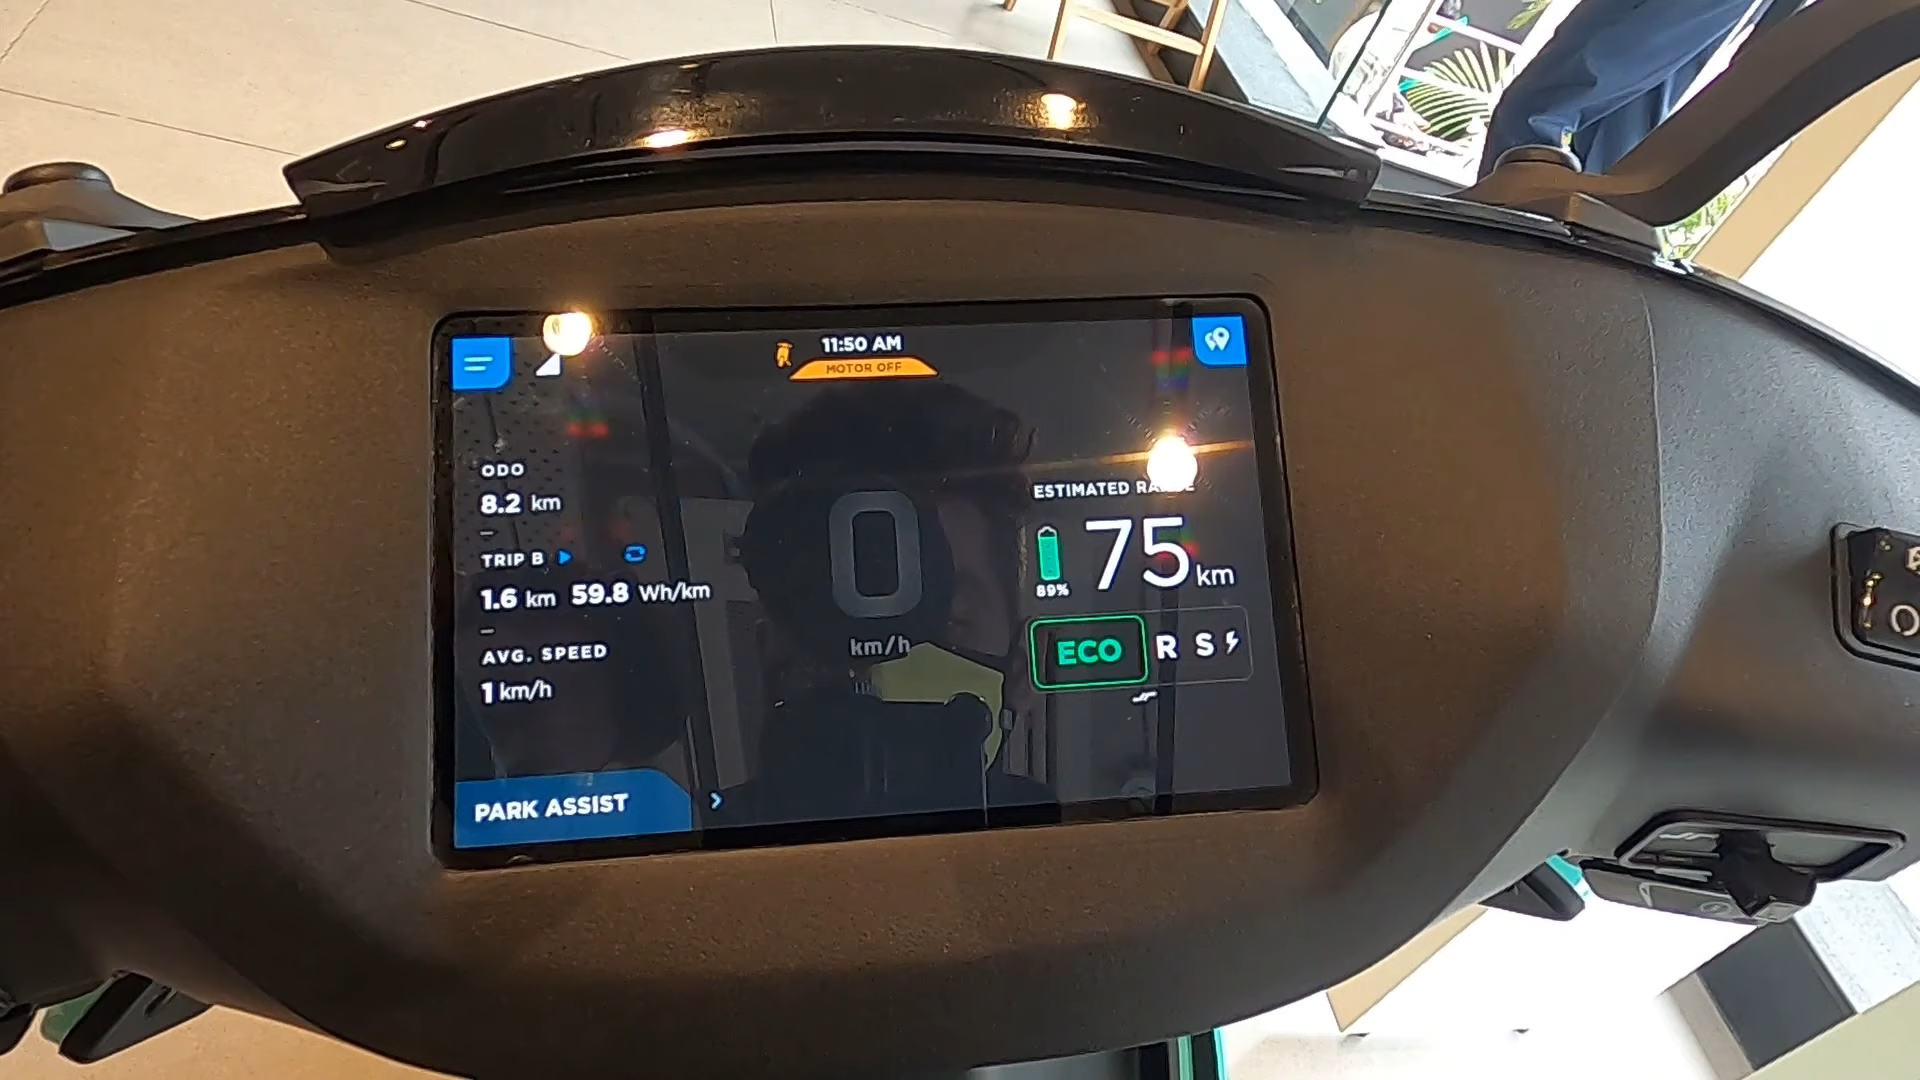 11:50 AM
MOTOR OFF
ODO
8.2 km
TRIP B
1.6 km 59.8 Wh/km
AVG. SPEED
1 km/h
PARK ASSIST
0
km/h
ESTIMATED
75 km
89%
ECO R S